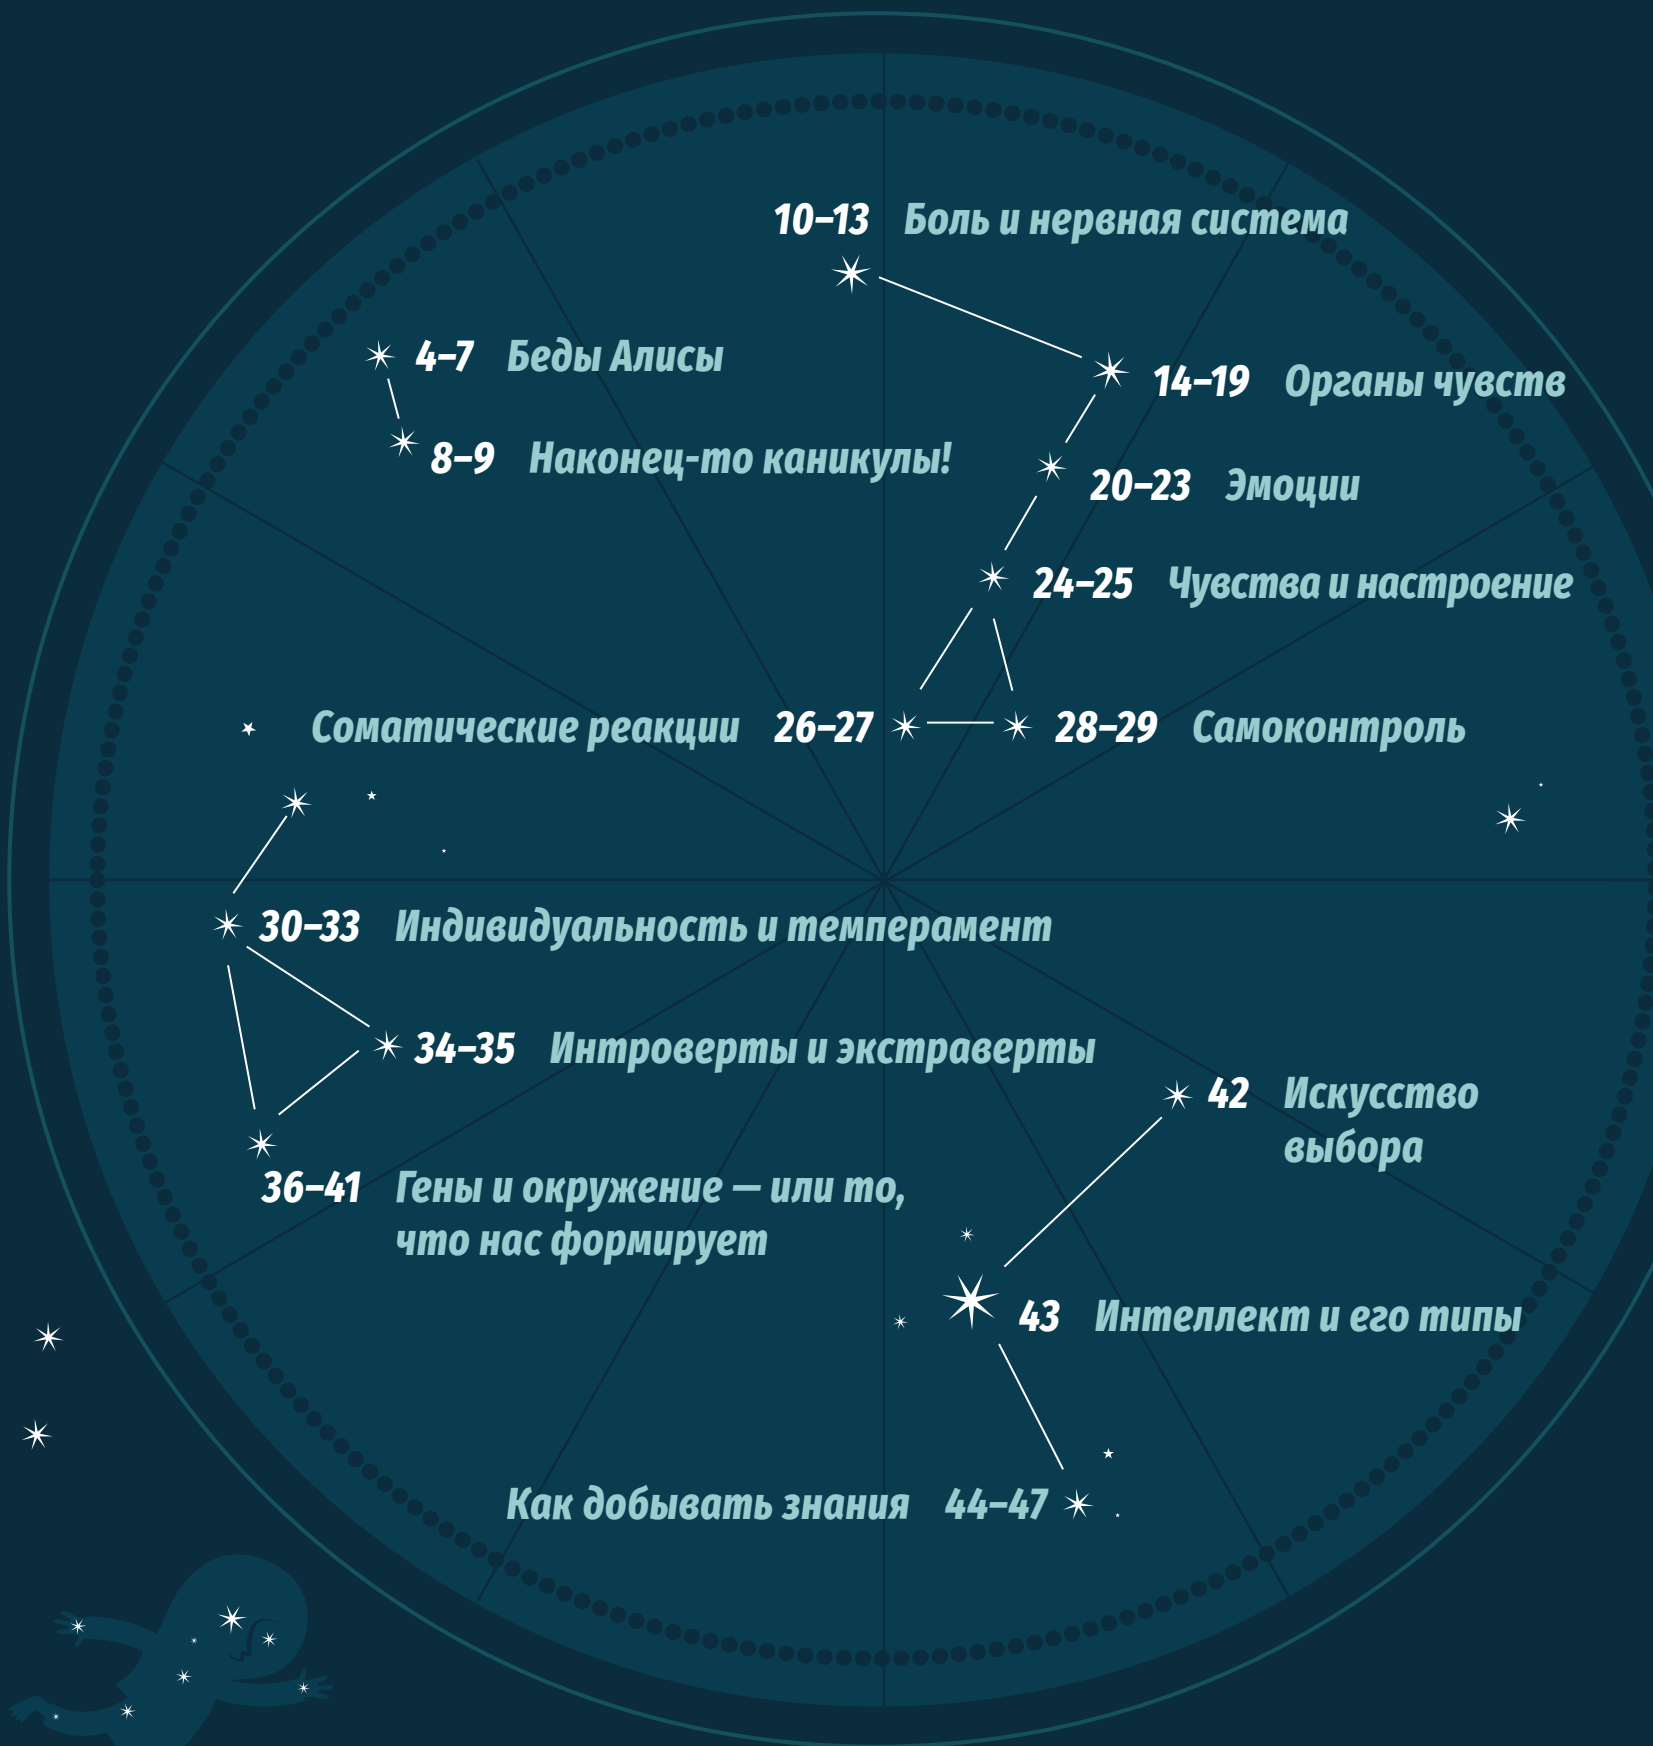 10–13 Боль и нервная система
4–7 Беды Алисы
14–19 Органы чувств
8–9 Наконец-то каникулы!
20–23 Эмоции
24–25 Чувства и настроение
Соматические реакции 26–27
28–29 Самоконтроль
30–33 Индивидуальность и темперамент
34–35 Интроверты и экстраверты
42 Искусство
выбора
36–41 Гены и окружение — или то,
что нас формирует
43 Интеллект и его типы
Как добывать знания 44–47